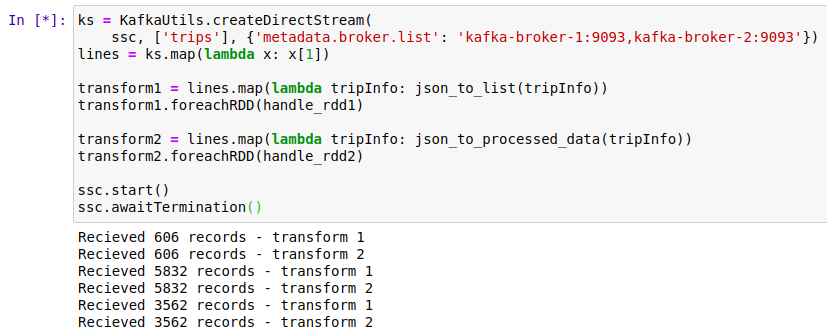 In [*]: ks = KafkaUtils.createDirectStream(
    ssc, ['trips'], {'metadata.broker.list': 'kafka-broker-1:9093,kafka-broker-2:9093'})
lines = ks.map(lambda x: x[1])

transform1 = lines.map(lambda tripInfo: json_to_list(tripInfo))
transform1.foreachRDD(handle_rdd1)

transform2 = lines.map(lambda tripInfo: json_to_processed_data(tripInfo))
transform2.foreachRDD(handle_rdd2)

ssc.start()
ssc.awaitTermination()
Recieved 606 records - transform 1
Recieved 606 records - transform 2
Recieved 5832 records - transform 1
Recieved 5832 records - transform 2
Recieved 3562 records - transform 1
Recieved 3562 records - transform 2